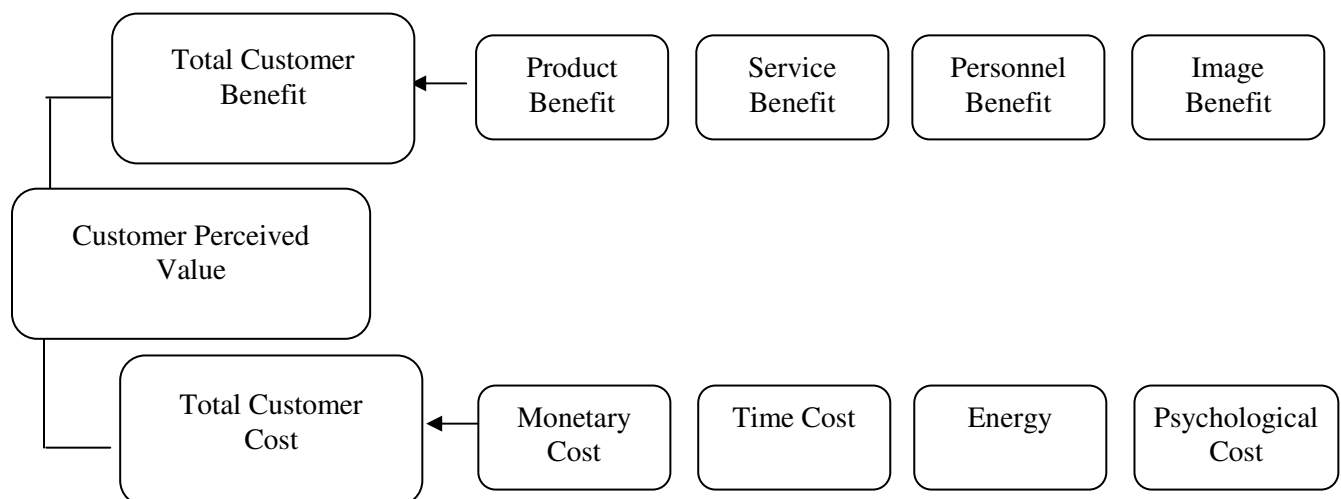 Total Customer
Benefit
Product
Benefit
Service
Benefit
Personnel
Benefit
Image
Benefit
Customer Perceived
Value
Total Customer
Cost
Monetary
Cost
Time Cost
Energy
Psychological
Cost